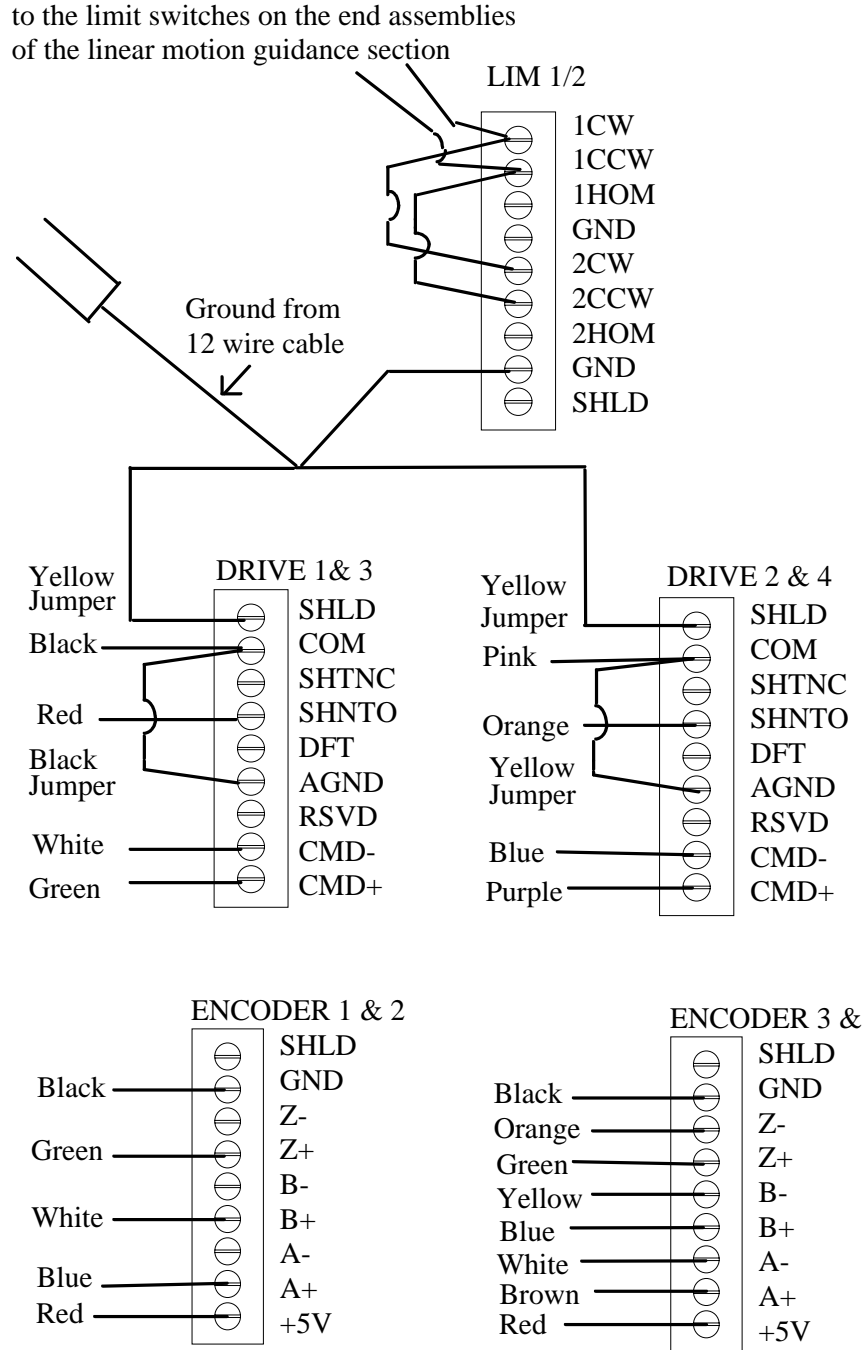 to the limit switches on the end assemblies
of the linear motion guidance section
LIM 1/2
1CW
1CCW
1HOM
GND
2CW
2CCW
2HOM
GND
SHLD
Ground from
12 wire cable
DRIVE 1& 3
Yellow
Jumper
Black
Red
Black
Jumper
White
Green
SHLD
COM
SHTNC
SHNTO
DFT
AGND
RSVD
CMD-
CMD+
DRIVE 2 & 4
Yellow
Jumper
Pink
Orange
Yellow
Jumper
Blue
Purple
SHLD
COM
SHTNC
SHNTO
DFT
AGND
RSVD
CMD-
CMD+
ENCODER 1 & 2
Black
Green
White
Blue
Red
SHLD
GND
Z-
Z+
B-
B+
A-
A+
+5V
ENCODER 3 &
Black
Orange
Green
Yellow
Blue
White
Brown
Red
SHLD
GND
Z-
Z+
B-
B+
A-
A+
+5V